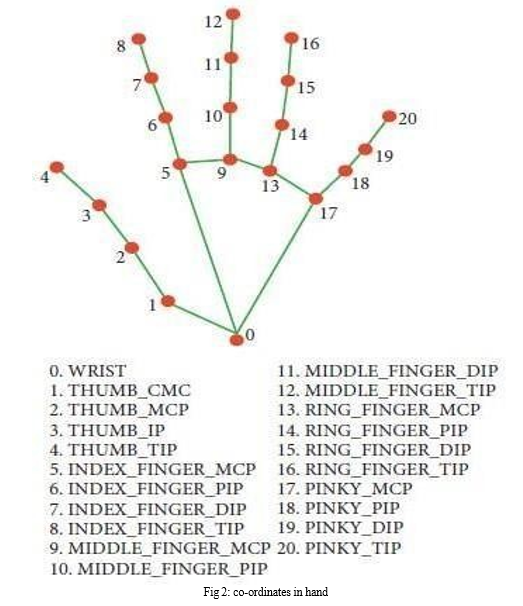 12
8
16
11
7
15
10
6
14
20
4
5
9
13
19
18
3
17
2
1
0
0. WRIST
1. THUMB_CMC
2. THUMB_MCP
3. THUMB_IP
4. THUMB_TIP
5. INDEX_FINGER_MCP
6. INDEX_FINGER_PIP
7. INDEX_FINGER_DIP
8. INDEX_FINGER_TIP
9. MIDDLE_FINGER_MCP
10. MIDDLE_FINGER_PIP
11. MIDDLE_FINGER_DIP
12. MIDDLE_FINGER_TIP
13. RING_FINGER_MCP
14. RING_FINGER_PIP
15. RING_FINGER_DIP
16. RING_FINGER_TIP
17. PINKY_MCP
18. PINKY_PIP
19. PINKY_DIP
20. PINKY_TIP
Fig 2: co-ordinates in hand